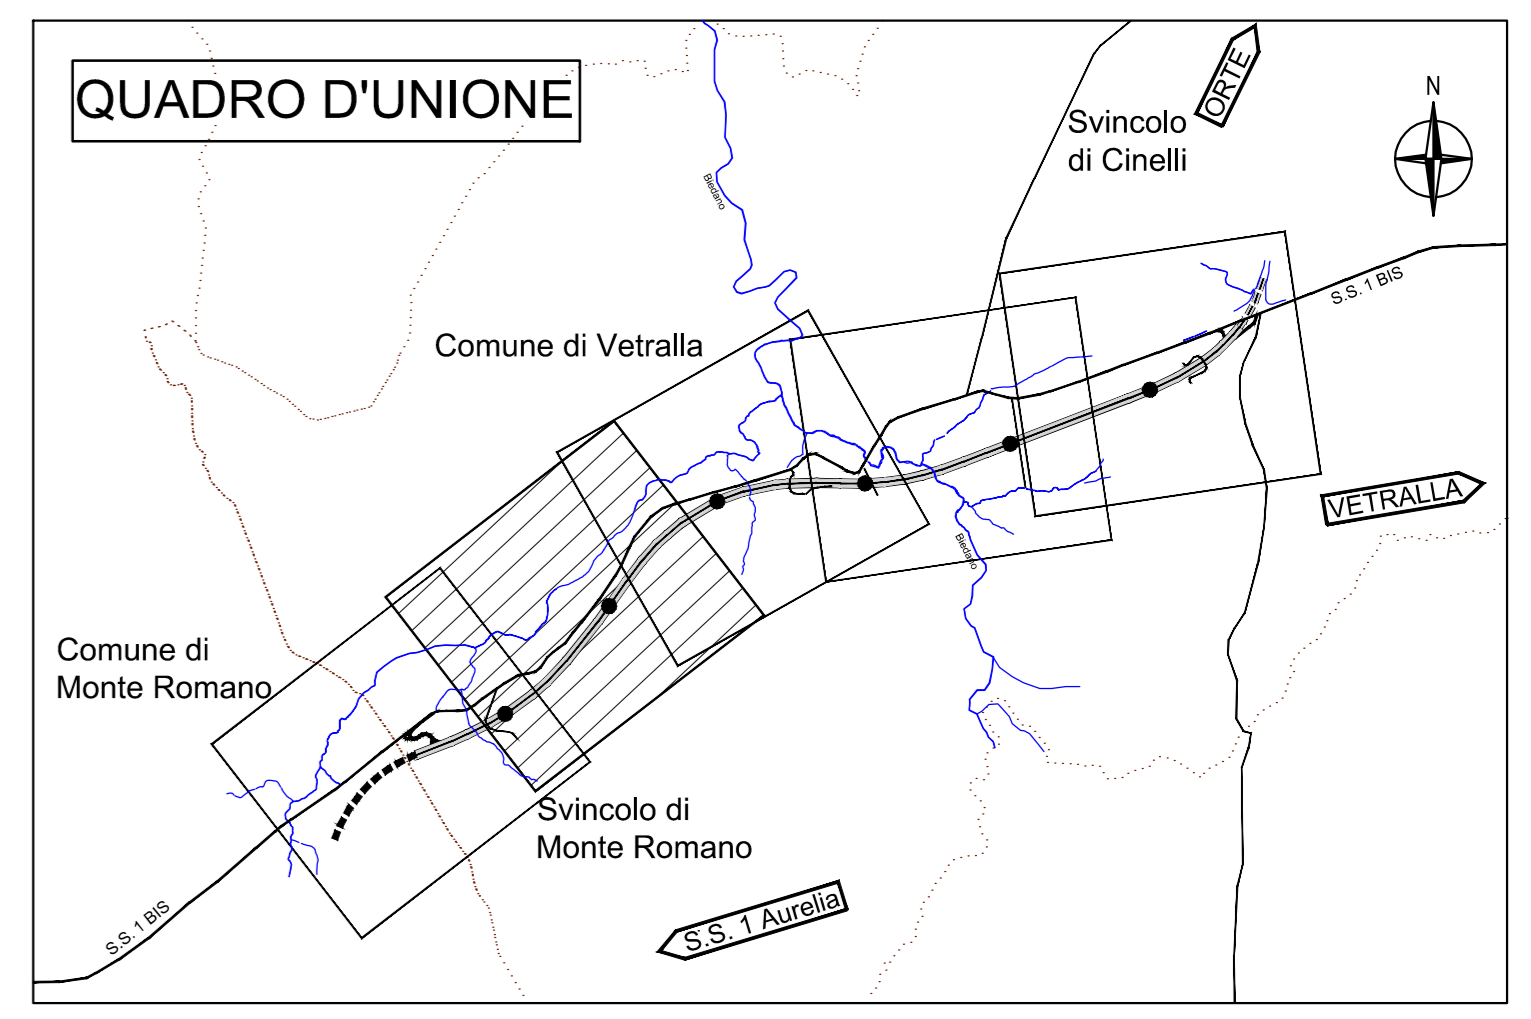 QUADRO D'UNIONE
ORTE
N
Svincolo
di Cinelli
Biedano
S.S. 1 BIS
Comune di Vetralla
VETRALLA
Biedano
Comune di
Monte Romano
Svincolo di
Monte Romano
S.S. 1 Aurelia
S.S. 1 BIS